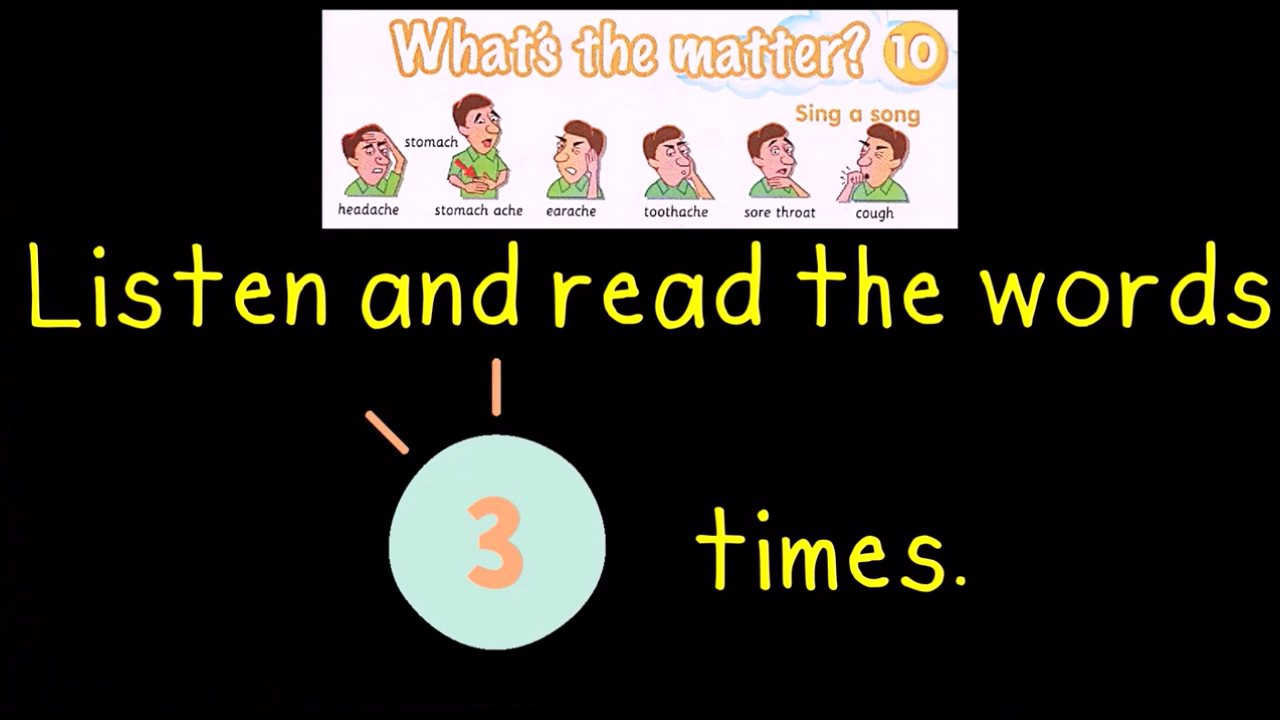 What's the matter? 10
Sing a song
stomach
headache stomach ache earache toothache sore throat cough
Listen and read the words
3 times.